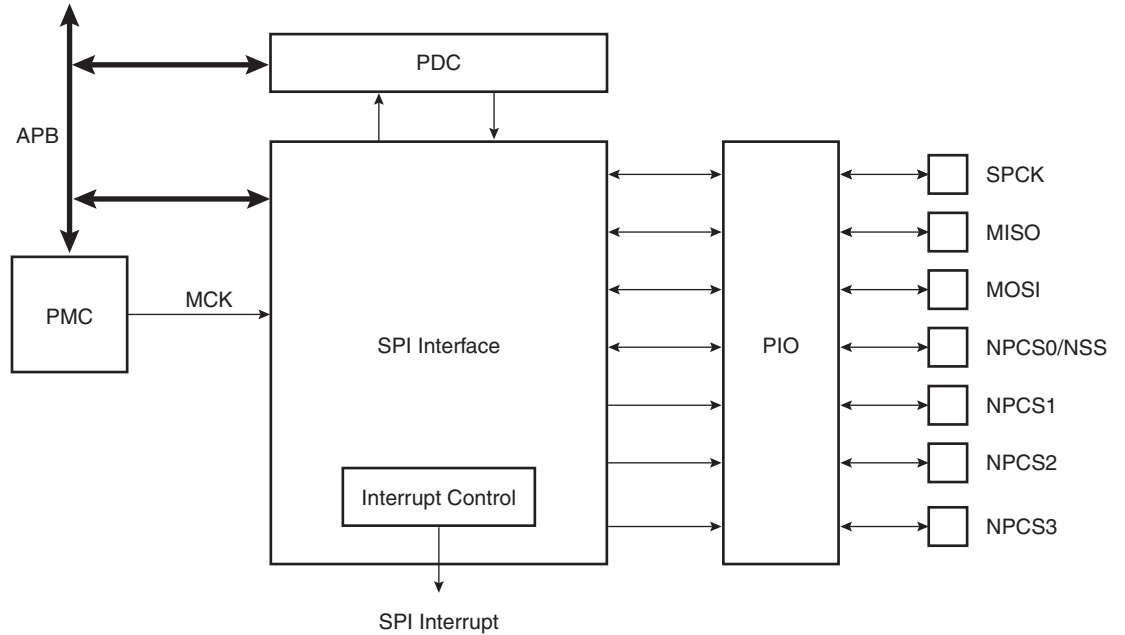 PDC
APB
SPCK
MISO
MCK
MOSI
PMC
SPI Interface
PIO
NPCS0/NSS
NPCS1
NPCS2
Interrupt Control
NPCS3
SPI Interrupt